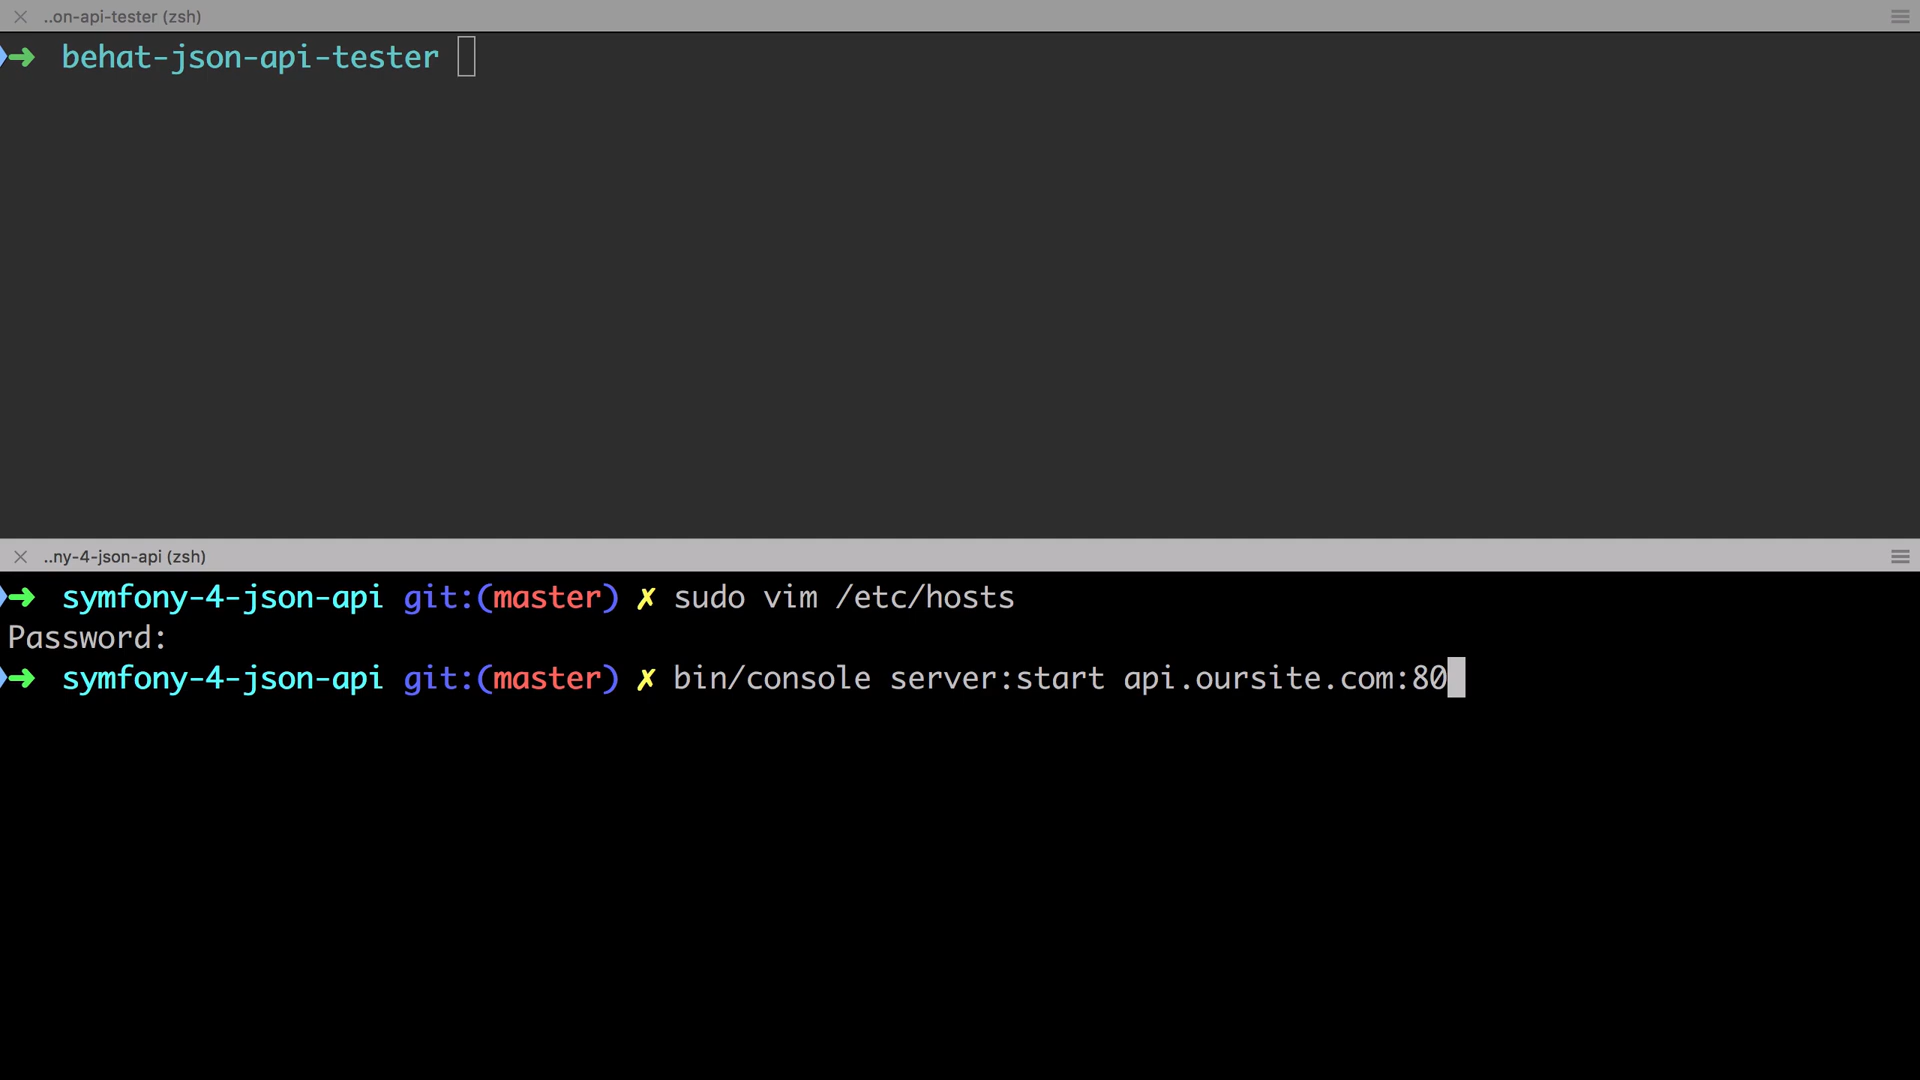 ..on-api-tester (zsh)
➜ behat-json-api-tester
..ny-4-json-api (zsh)
➜ symfony-4-json-api git:(master) ✗ sudo vim /etc/hosts
Password:
➜ symfony-4-json-api git:(master) ✗ bin/console server:start api.oursite.com:80